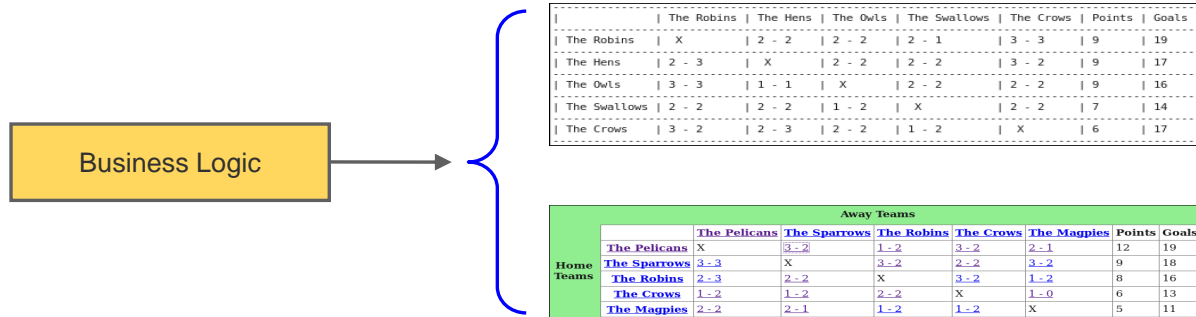 Business Logic
| | The Robins | The Hens | The Owls | The Swallows | The Crows | Points | Goals
| The Robins | X | 2 - 2 | 2 - 2 | 2 - 1 | 3 - 3 | 9 | 19
| The Hens | 2 - 3 | X | 2 - 2 | 2 - 2 | 3 - 2 | 9 | 17
| The Owls | 3 - 3 | 1 - 1 | X | 2 - 2 | 2 - 2 | 9 | 16
| The Swallows | 2 - 2 | 2 - 2 | 1 - 2 | X | 2 - 2 | 7 | 14
| The Crows | 3 - 2 | 2 - 3 | 2 - 2 | 1 - 2 | X | 6 | 17
Away Teams
The Pelicans The Sparrows The Robins The Crows The Magpies Points Goals
The Pelicans X 3 - 2 1 - 2 3 - 2 2 - 1 12 19
Home Teams
The Sparrows 3 - 3 X 3 - 2 2 - 2 3 - 2 9 18
The Robins 2 - 3 2 - 2 X 3 - 2 1 - 2 8 16
The Crows 1 - 2 1 - 2 2 - 2 X 1 - 0 6 13
The Magpies 2 - 2 2 - 1 1 - 2 1 - 2 X 5 11